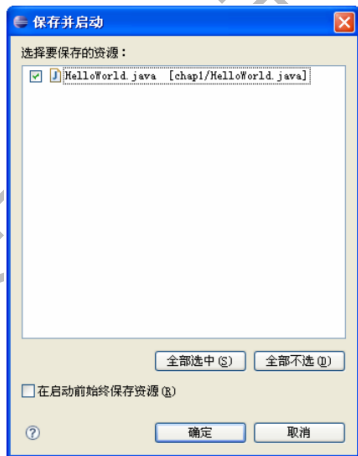 保存并启动
选择要保存的资源：
J HelloWorld.java [chap1/HelloWorld.java]
全部选中(S) 全部不选(D)
在启动前始终保存资源(R)
? 确定 取消